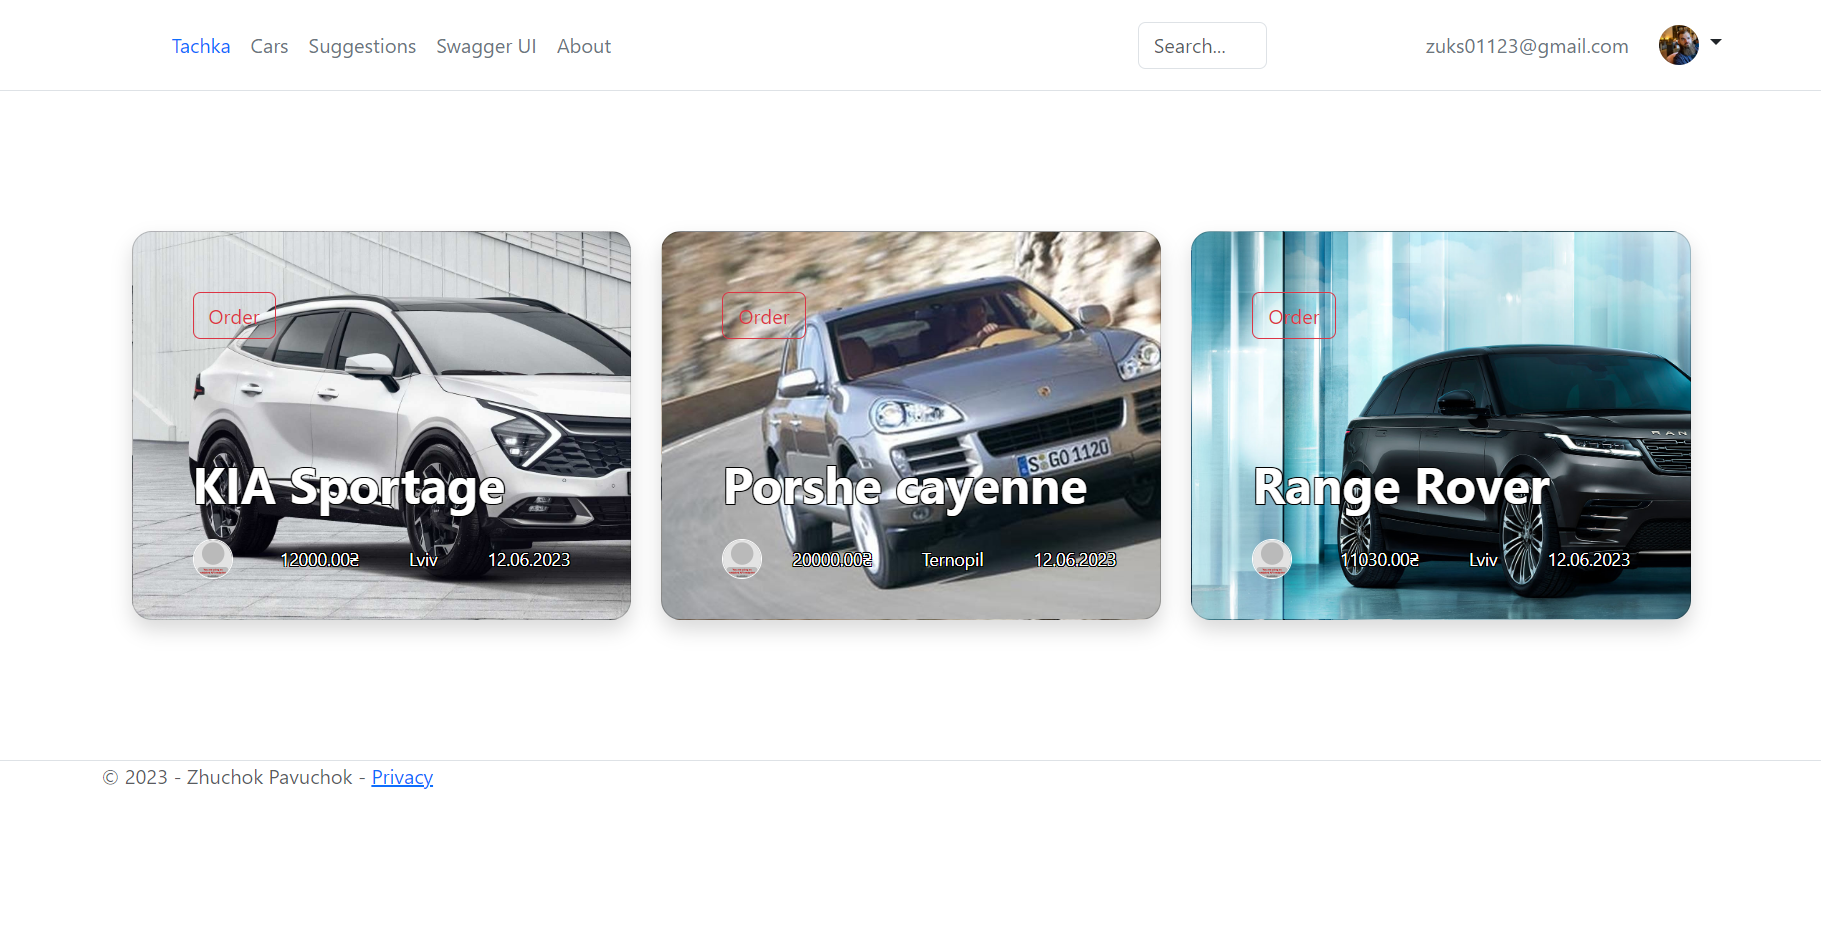 Tachka Cars Suggestions Swagger UI About Search... zuks01123@gmail.com
Order
KIA Sportage
12000.00₴ Lviv 12.06.2023
Order
S GO 1120
Porshe cayenne
20000.00₴ Ternopil 12.06.2023
Order
RAN
Range Rover
11030.00₴ Lviv 12.06.2023
© 2023 - Zhuchok Pavuchok - Privacy